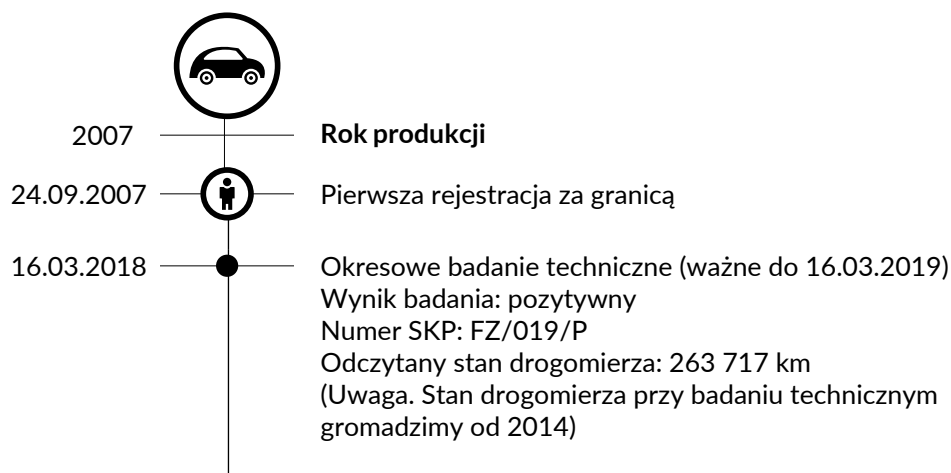 2007 Rok produkcji
24.09.2007 Pierwsza rejestracja za granicą
16.03.2018 Okresowe badanie techniczne (ważne do 16.03.2019)
Wynik badania: pozytywny
Numer SKP: FZ/019/P
Odczytany stan drogomierza: 263 717 km
(Uwaga. Stan drogomierza przy badaniu technicznym
gromadzimy od 2014)